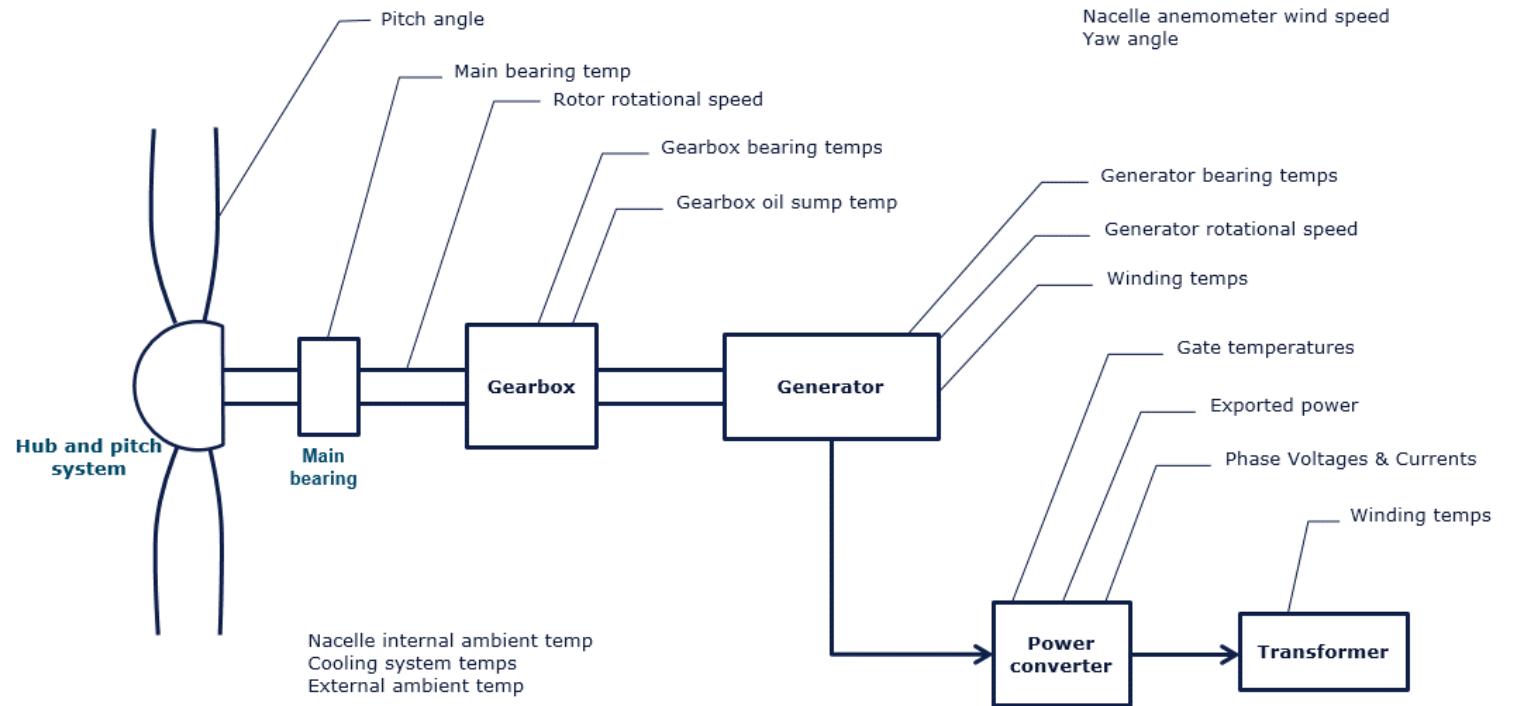 Pitch angle
Nacelle anemometer wind speed
Yaw angle
Main bearing temp
Rotor rotational speed
Gearbox bearing temps
Generator bearing temps
Gearbox oil sump temp
Generator rotational speed
Winding temps
Gate temperatures
Gearbox
Generator
Exported power
Hub and pitch
system
Main
bearing
Phase Voltages & Currents
Winding temps
Nacelle internal ambient temp
Cooling system temps
External ambient temp
Power
converter
Transformer